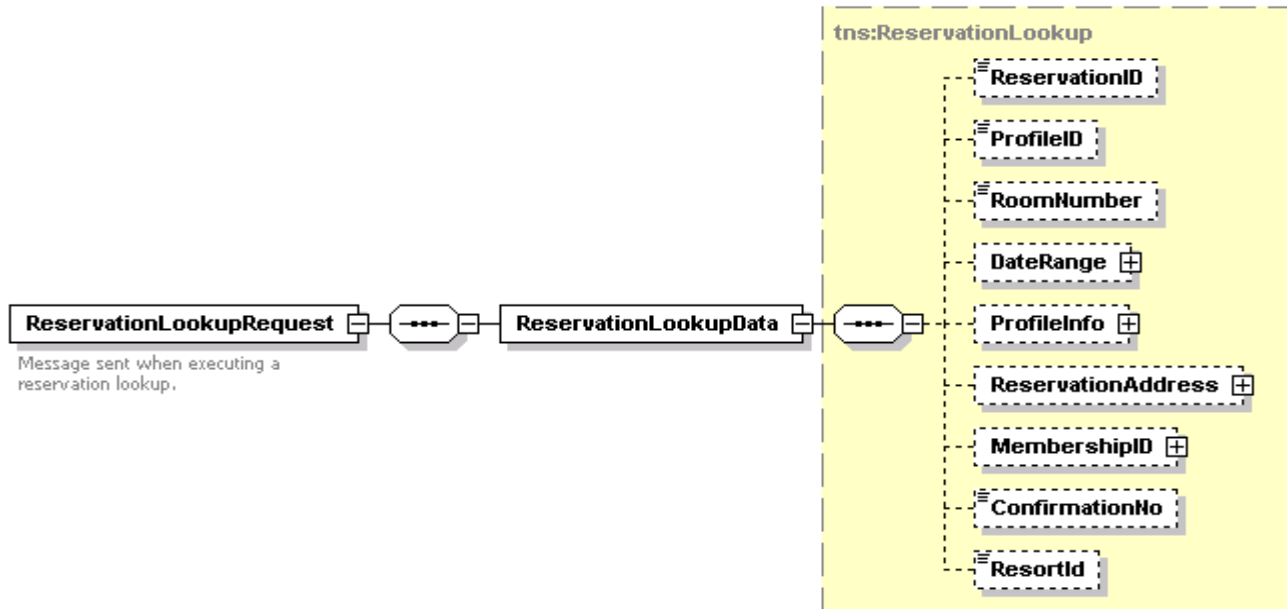 tns:ReservationLookup
ReservationID
ProfileID
RoomNumber
DateRange
ReservationLookupRequest
ReservationLookupData
ProfileInfo
Message sent when executing a
reservation lookup.
ReservationAddress
MembershipID
ConfirmationNo
ResortId